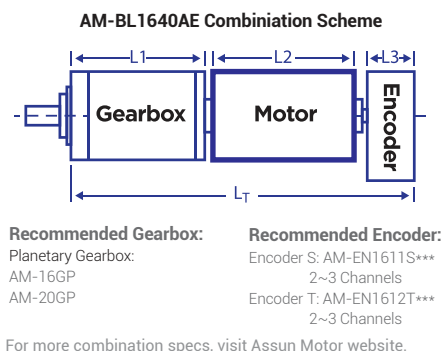 AM-BL1640AE Combiniation Scheme
L1 L2 L3
Gearbox Motor Encoder
LT
Recommended Gearbox:
Planetary Gearbox:
AM-16GP
AM-20GP
Recommended Encoder:
Encoder S: AM-EN1611S***
2~3 Channels
Encoder T: AM-EN1612T***
2~3 Channels
For more combination specs, visit Assun Motor website.